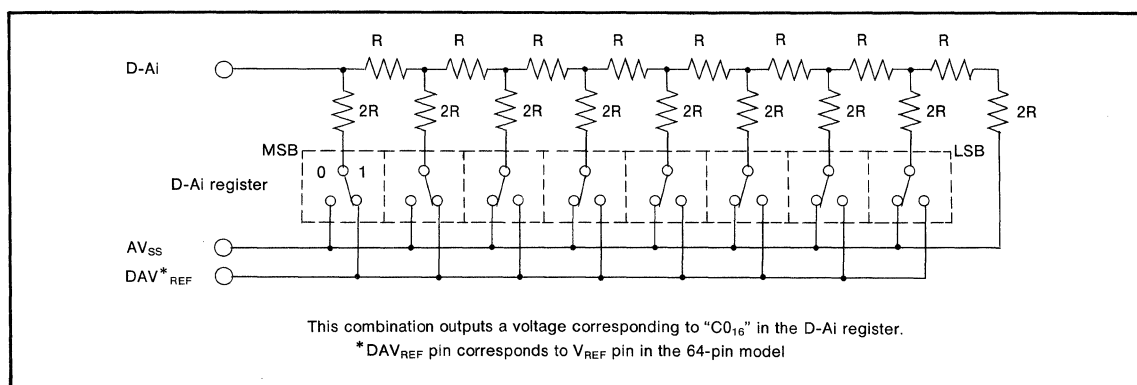 R R R R R R R R
D-Ai
2R 2R 2R 2R 2R 2R 2R 2R 2R
MSB LSB
0 1
D-Ai register
AVSS
DAV*REF
This combination outputs a voltage corresponding to “C0₁₆” in the D-Ai register.
*DAVREF pin corresponds to VREF pin in the 64-pin model